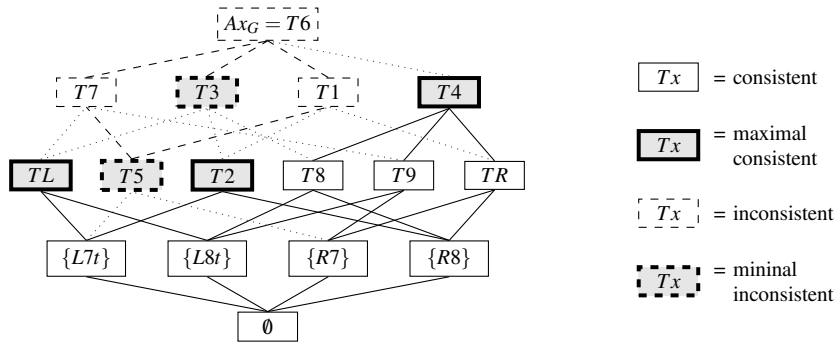 Ax_G = T6
T7 T3 T1 T4
TL T5 T2 T8 T9 TR
{L7t} {L8t} {R7} {R8}
∅
Tx = consistent
Tx = maximal
consistent
Tx = inconsistent
Tx = mininal
inconsistent